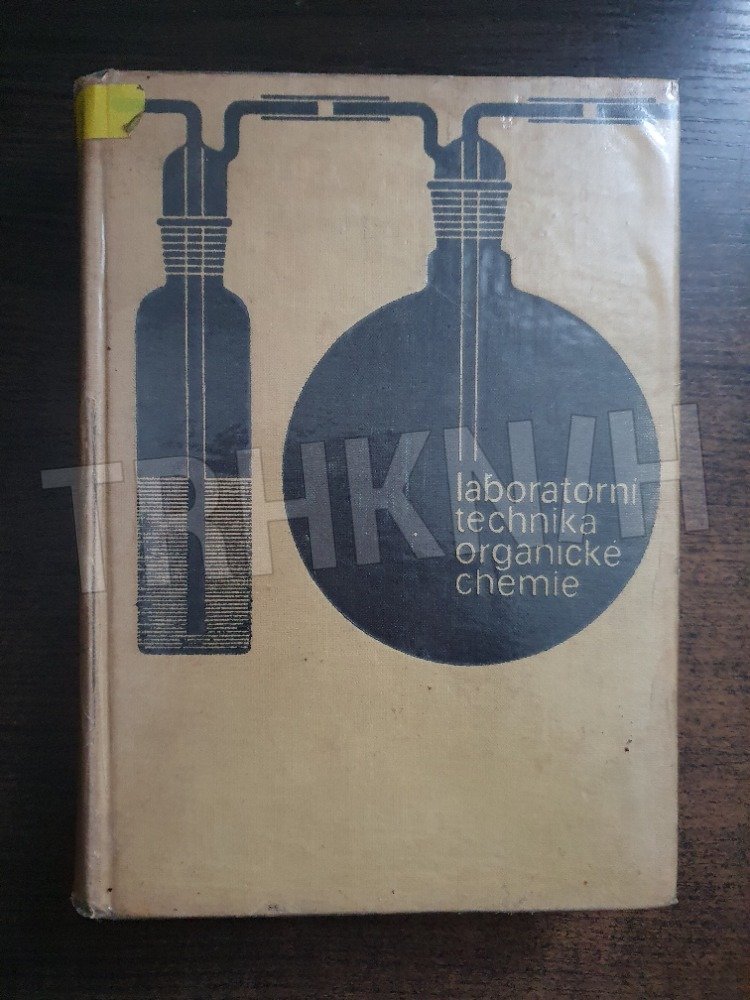 laboratorní
technika
organické
chemie
TRHKNIH